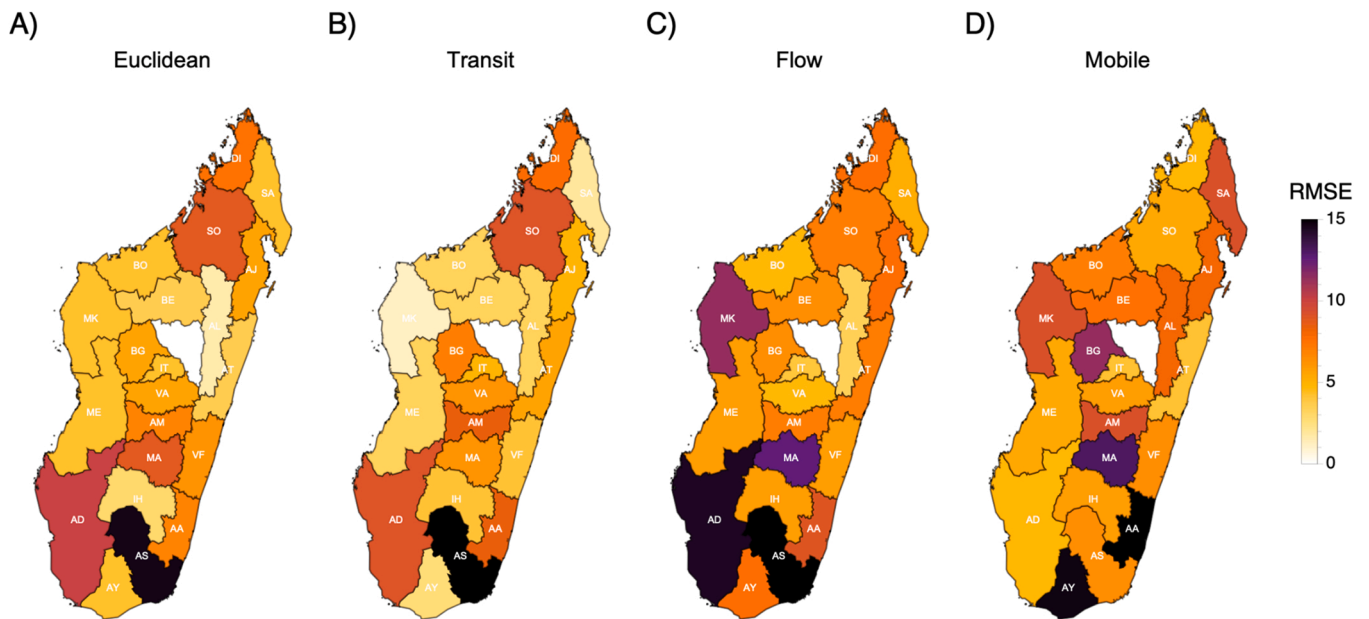 A)
Euclidean
DI
SA
SO
BO
AJ
BE
MK
AL
BG
IT
AT
VA
ME
AM
VF
MA
IH
AD
AA
AS
AY
B)
Transit
DI
SA
SO
BO
AJ
BE
MK
AL
BG
IT
AT
VA
ME
AM
VF
MA
IH
AD
AA
AS
AY
C)
Flow
DI
SA
SO
BO
AJ
BE
MK
AL
BG
IT
AT
VA
ME
AM
VF
MA
IH
AD
AA
AS
AY
D)
Mobile
DI
SA
SO
BO
AJ
BE
MK
AL
BG
IT
AT
VA
ME
AM
VF
MA
IH
AD
AA
AS
AY
RMSE
15
10
5
0